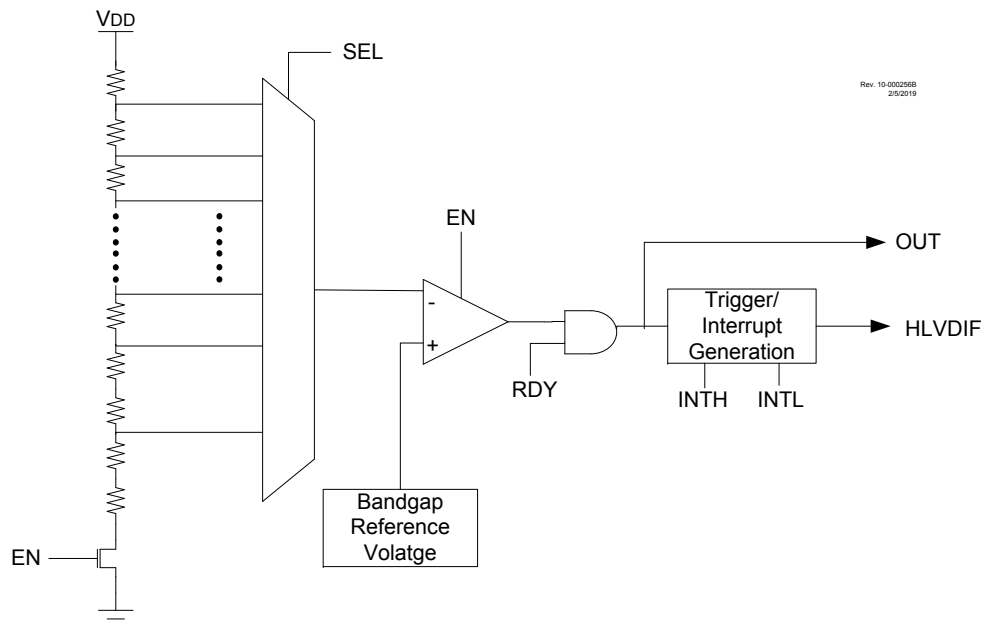 VDD
SEL
Rev. 10-000256B
2/5/2019
EN
OUT
-
+
Trigger/
Interrupt
Generation
HLVDIF
RDY
INTH
INTL
Bandgap
Reference
Volatge
EN